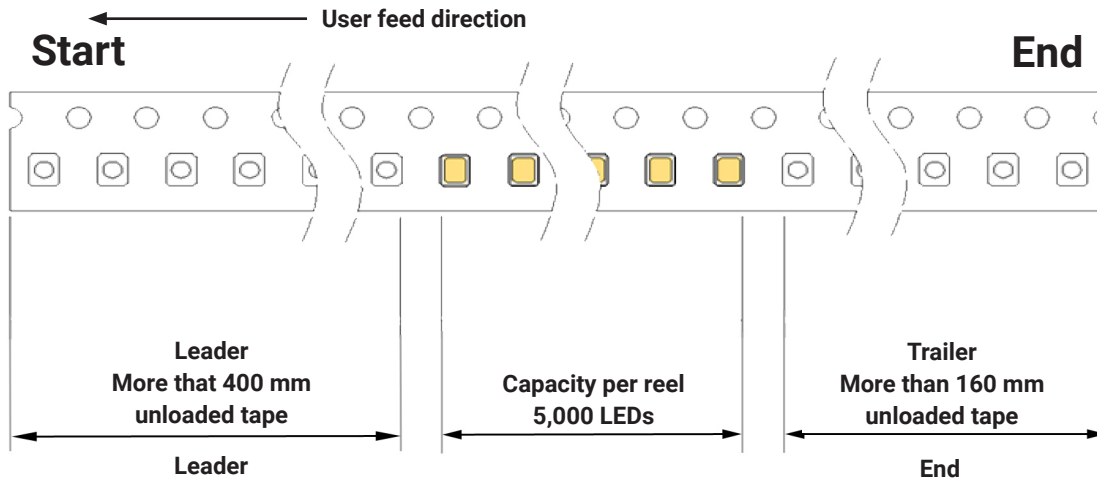 User feed direction
Start
End
Leader
More that 400 mm
unloaded tape
Capacity per reel
5,000 LEDs
Trailer
More than 160 mm
unloaded tape
Leader
End